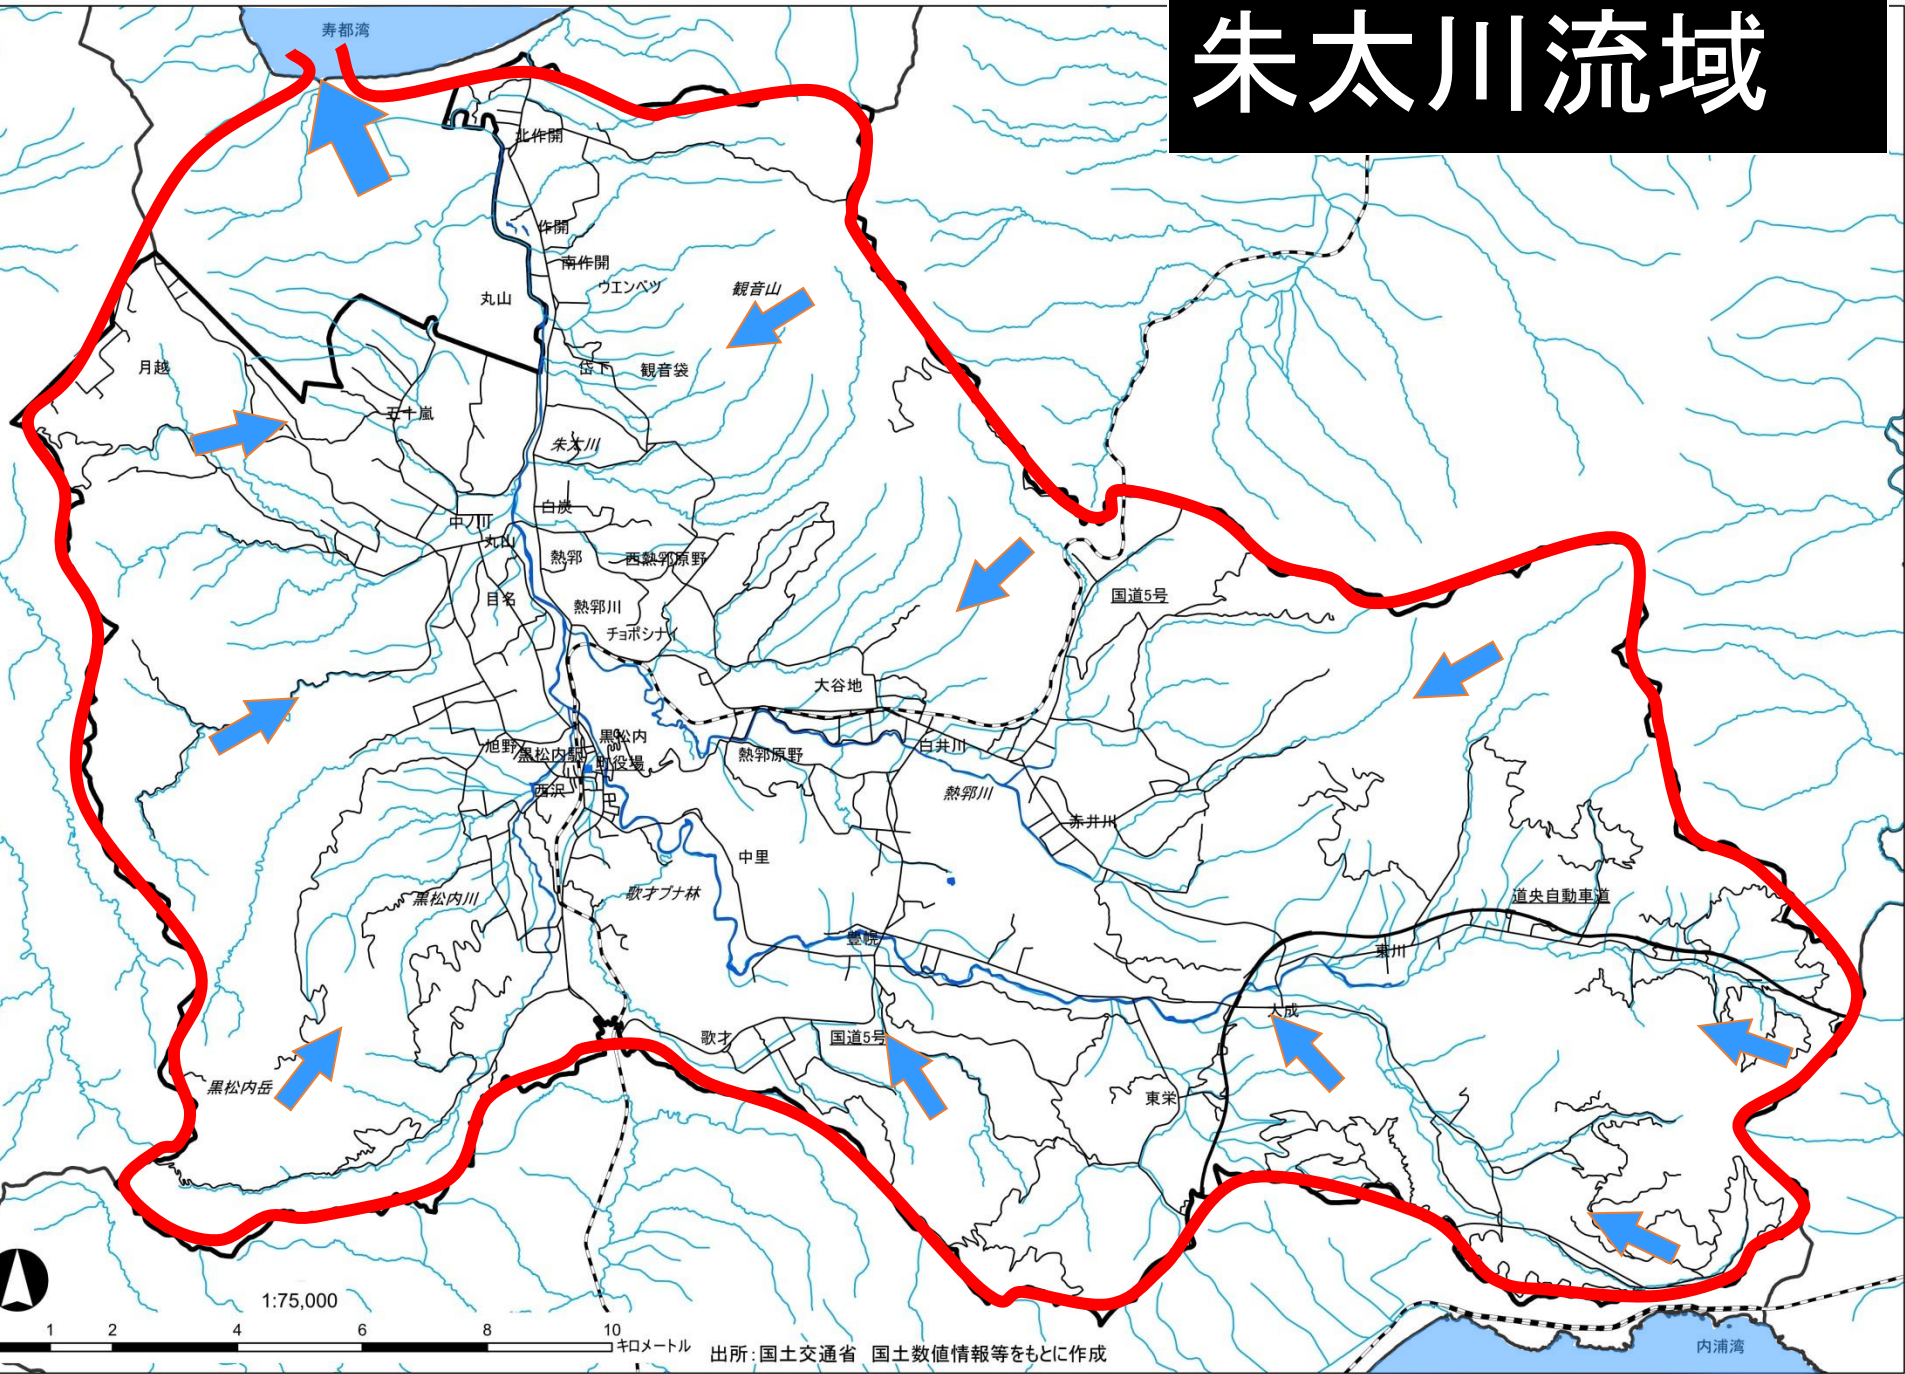 朱太川流域
寿都湾
北作開
作開
南作開
ウエンベツ
丸山
観音山
月越
岱下
観音袋
五十嵐
朱太川
白炭
中ノ川
丸山
熱郛
西熱郛原野
目名
熱郛川
国道5号
チョポシナイ
大谷地
旭野
黒松内
黒松内駅
町役場
熱郛原野
白井川
西沢
熱郛川
赤井川
中里
黒松内川
歌才ブナ林
道央自動車道
豊幌
東川
大成
歌才
国道5号
黒松内岳
東栄
1:75,000
1 2 4 6 8 10
キロメートル
出所：国土交通省 国土数値情報等をもとに作成
内浦湾